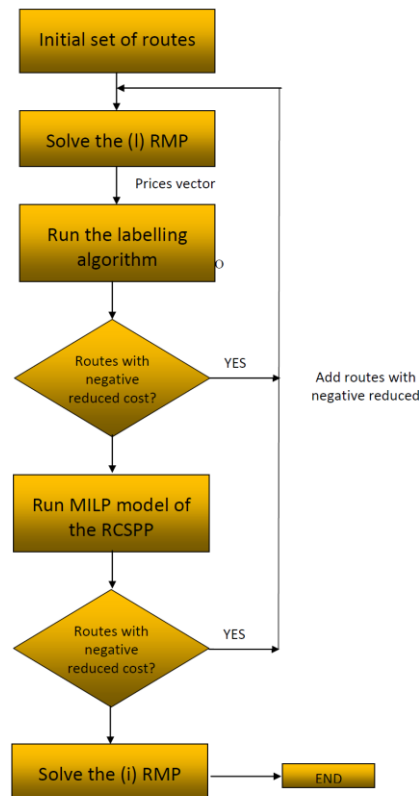 Initial set of routes
Solve the (l) RMP
Prices vector
Run the labelling
algorithm
O
Routes with
negative
reduced cost?
YES
Add routes with
negative reduced
Run MILP model of
the RCSPP
Routes with
negative
reduced cost?
YES
Solve the (i) RMP
END